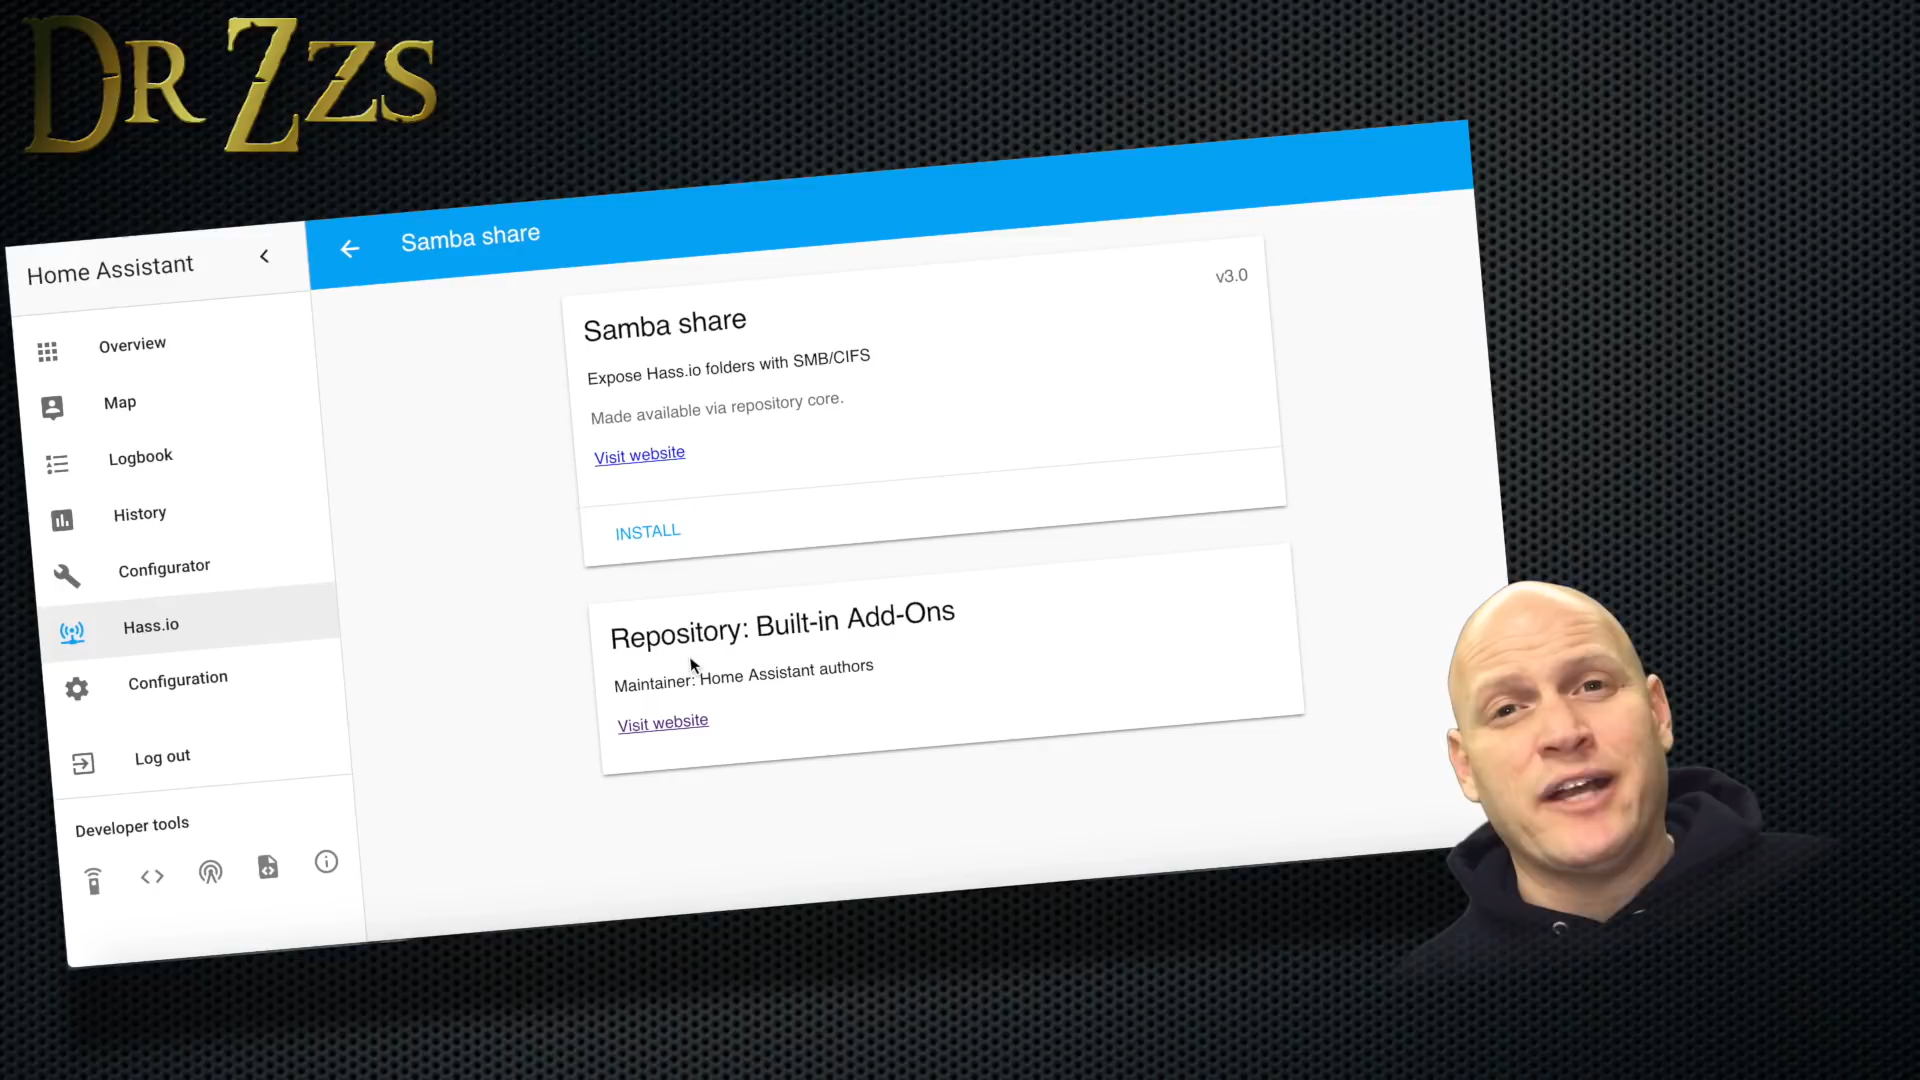 DR ZZS
Home Assistant
Samba share
Overview
Map
Logbook
History
Configurator
Hass.io
Configuration
Log out
Developer tools
Samba share
v3.0
Expose Hass.io folders with SMB/CIFS
Made available via repository core.
Visit website
INSTALL
Repository: Built-in Add-Ons
Maintainer: Home Assistant authors
Visit website